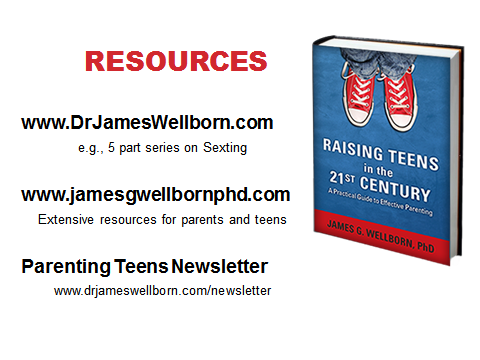 RESOURCES
www.DrJamesWellborn.com
e.g., 5 part series on Sexting
www.jamesgwellbornphd.com
Extensive resources for parents and teens
Parenting Teens Newsletter
www.drjameswellborn.com/newsletter
RAISING TEENS
in the
21ST CENTURY
A Practical Guide to Effective Parenting
JAMES G. WELLBORN, PhD